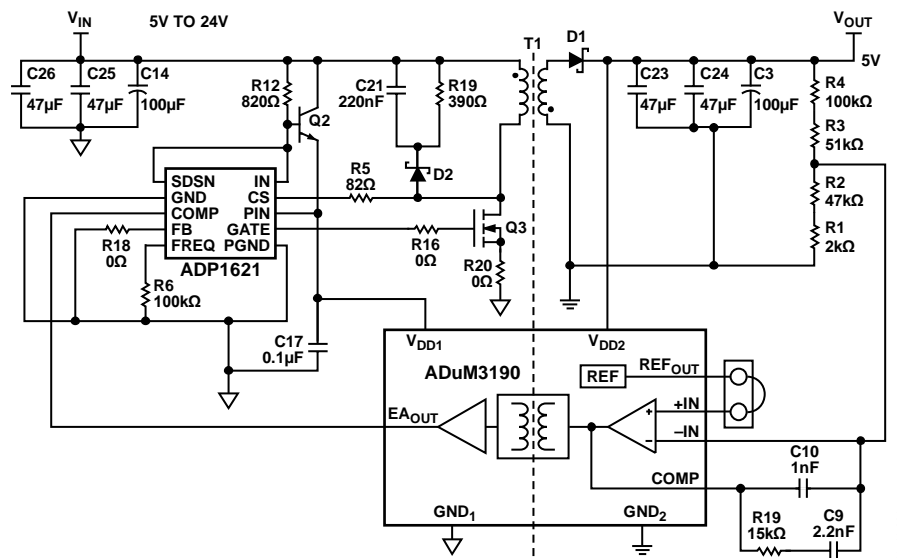 VIN
5V TO 24V
VOUT
5V
T1
D1
C26
47µF
C25
47µF
C14
100µF
R12
820Ω
Q2
C21
220nF
R19
390Ω
C23
47µF
C24
47µF
C3
100µF
R4
100kΩ
R3
51kΩ
R2
47kΩ
R1
2kΩ
D2
R5
82Ω
SDSN
IN
GND
CS
COMP
PIN
FB
GATE
FREQ
PGND
ADP1621
R18
0Ω
R6
100kΩ
R16
0Ω
Q3
R20
0Ω
C17
0.1µF
VDD1
VDD2
ADuM3190
REF
REFOUT
+IN
–IN
+
–
EAOUT
COMP
GND1
GND2
C10
1nF
R19
15kΩ
C9
2.2nF